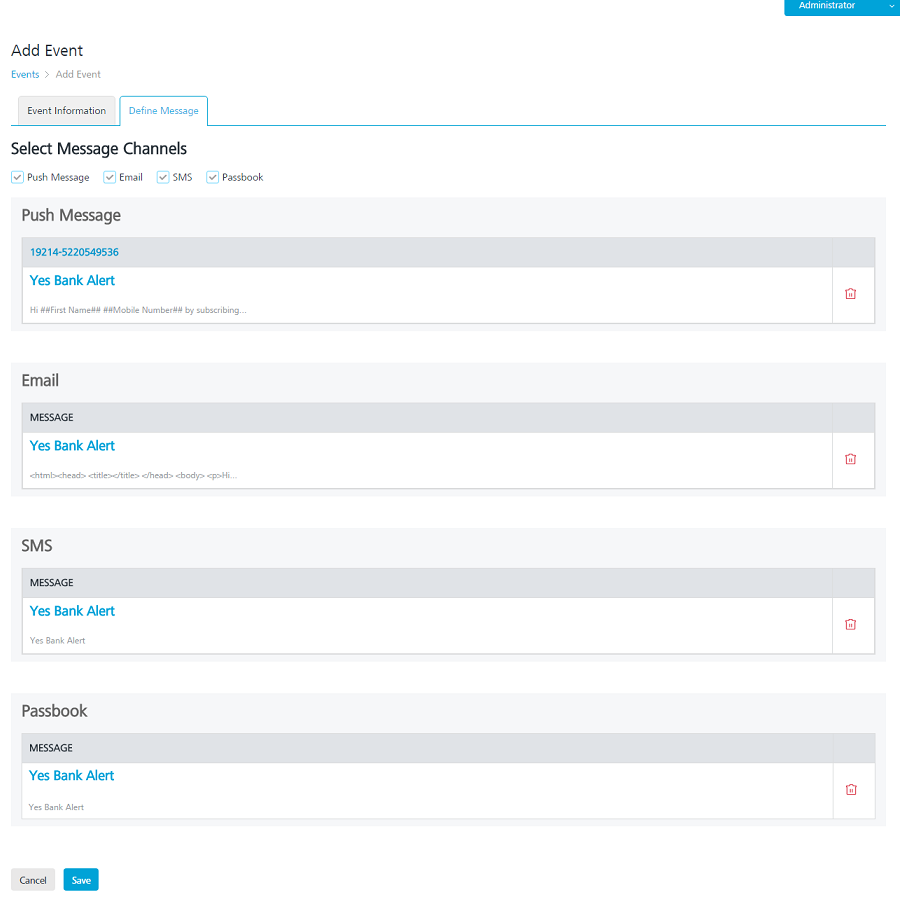 Administrator
Add Event
Events > Add Event
Event Information Define Message
Select Message Channels
Push Message Email SMS Passbook
Push Message
19214-5220549536
Yes Bank Alert
Hi ##First Name## ##Mobile Number## by subscribing...
Email
MESSAGE
Yes Bank Alert
<html><head> <title></title> </head> <body> <p>Hi...
SMS
MESSAGE
Yes Bank Alert
Yes Bank Alert
Passbook
MESSAGE
Yes Bank Alert
Yes Bank Alert
Cancel Save